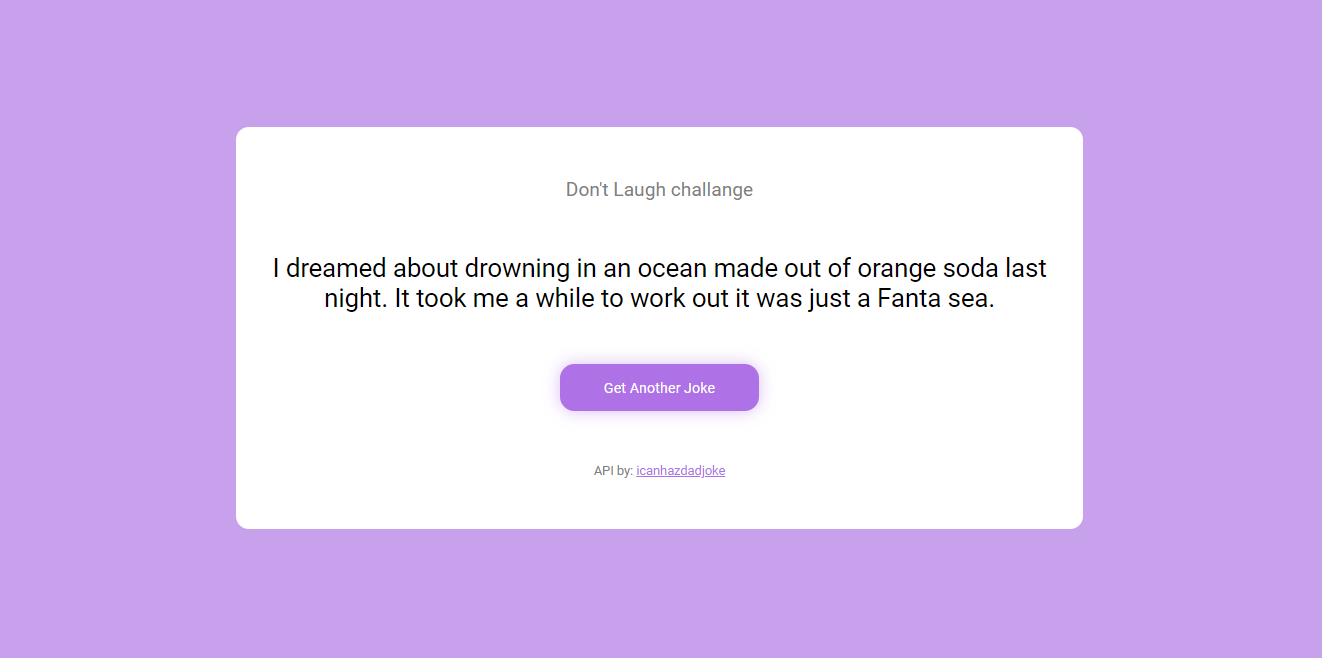 Don't Laugh challange
I dreamed about drowning in an ocean made out of orange soda last
night. It took me a while to work out it was just a Fanta sea.
Get Another Joke
API by: icanhazdadjoke